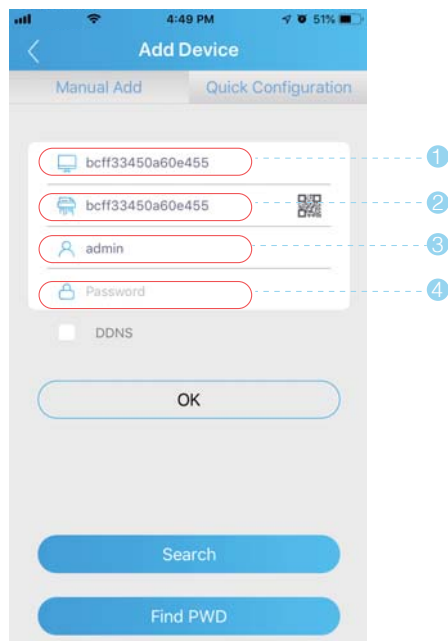 4:49 PM 51%
Add Device
Manual Add Quick Configuration
bcff33450a60e455 1
bcff33450a60e455 2
admin 3
Password 4
DDNS
OK
Search
Find PWD